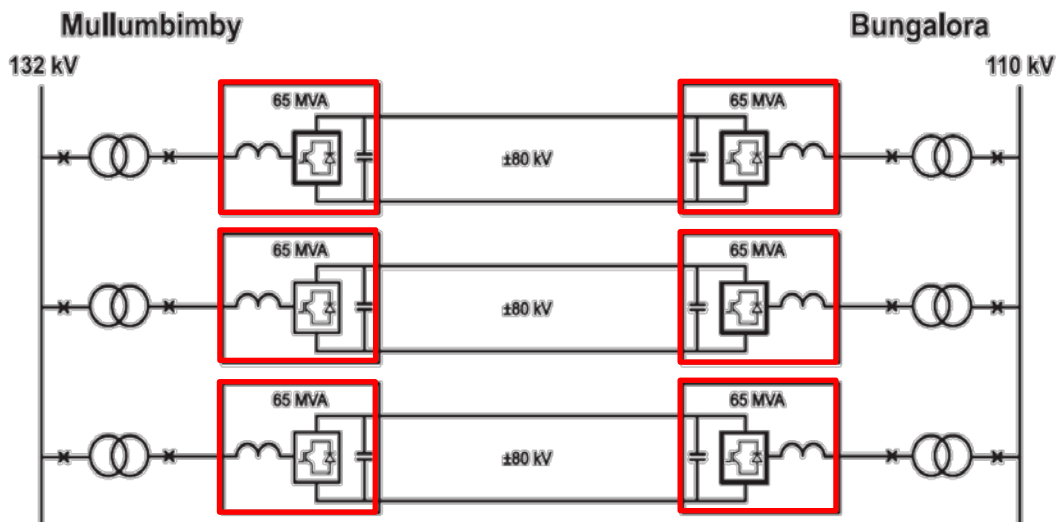 Mullumbimby
Bungalora
132 kV
110 kV
65 MVA
65 MVA
±80 kV
65 MVA
65 MVA
±80 kV
65 MVA
65 MVA
±80 kV